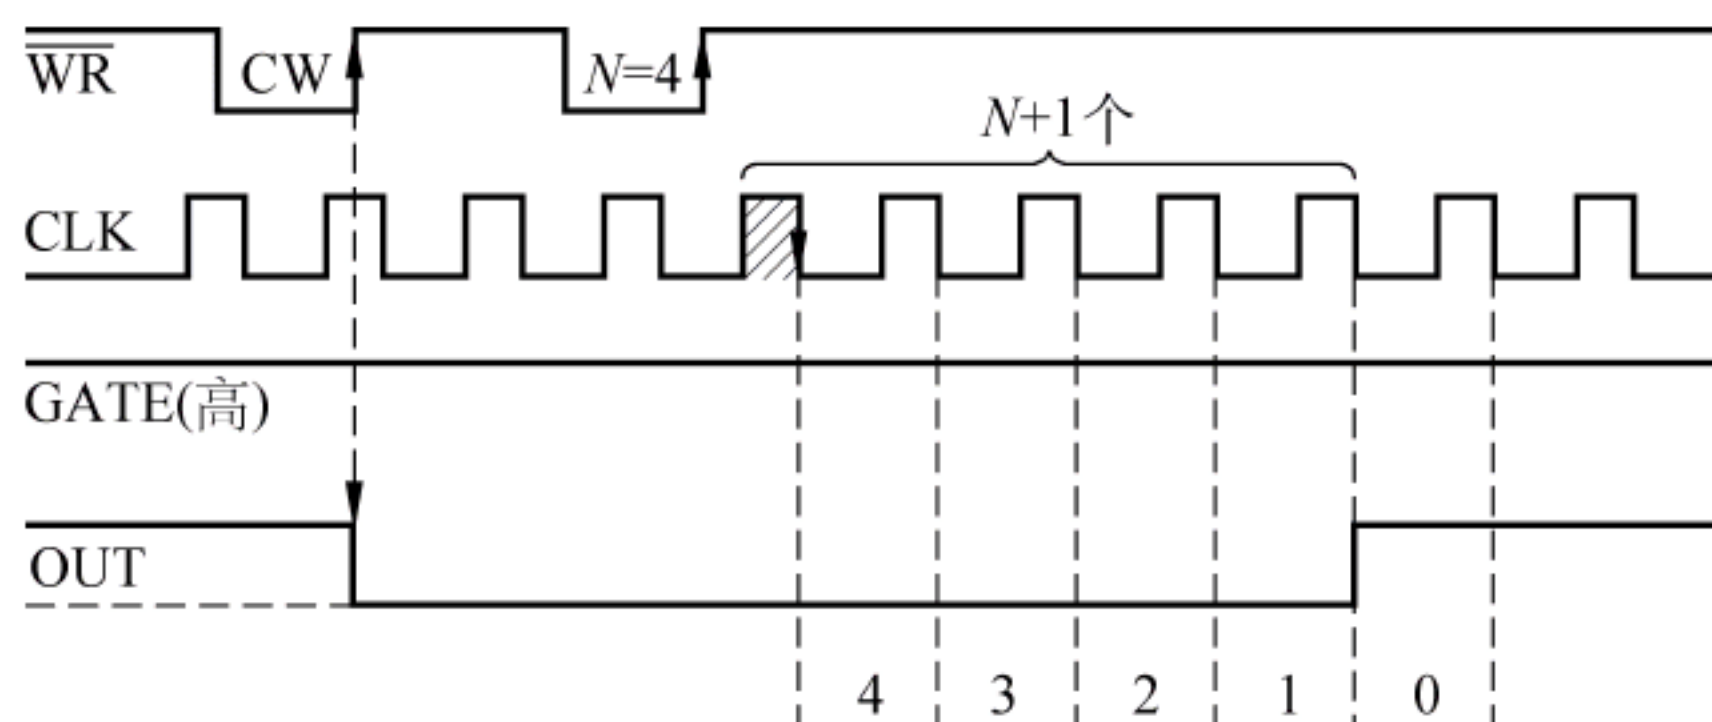 WR CW N=4
N+1个
CLK
GATE(高)
OUT
4 3 2 1 0